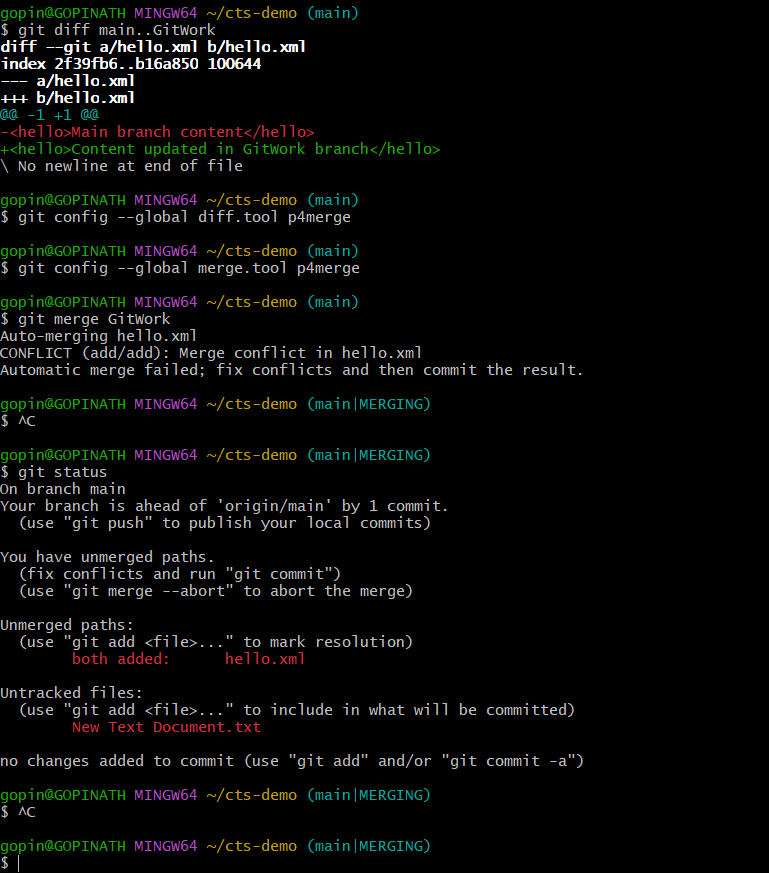 gopin@GOPINATH MINGW64 ~/cts-demo (main)
$ git diff main..GitWork
diff --git a/hello.xml b/hello.xml
index 2f39fb6..b16a850 100644
--- a/hello.xml
+++ b/hello.xml
@@ -1 +1 @@
-<hello>Main branch content</hello>
+<hello>Content updated in GitWork branch</hello>
\ No newline at end of file
gopin@GOPINATH MINGW64 ~/cts-demo (main)
$ git config --global diff.tool p4merge
gopin@GOPINATH MINGW64 ~/cts-demo (main)
$ git config --global merge.tool p4merge
gopin@GOPINATH MINGW64 ~/cts-demo (main)
$ git merge GitWork
Auto-merging hello.xml
CONFLICT (add/add): Merge conflict in hello.xml
Automatic merge failed; fix conflicts and then commit the result.
gopin@GOPINATH MINGW64 ~/cts-demo (main|MERGING)
$ ^C
gopin@GOPINATH MINGW64 ~/cts-demo (main|MERGING)
$ git status
On branch main
Your branch is ahead of 'origin/main' by 1 commit.
  (use "git push" to publish your local commits)
You have unmerged paths.
  (fix conflicts and run "git commit")
  (use "git merge --abort" to abort the merge)
Unmerged paths:
  (use "git add <file>..." to mark resolution)
        both added:      hello.xml
Untracked files:
  (use "git add <file>..." to include in what will be committed)
        New Text Document.txt
no changes added to commit (use "git add" and/or "git commit -a")
gopin@GOPINATH MINGW64 ~/cts-demo (main|MERGING)
$ ^C
gopin@GOPINATH MINGW64 ~/cts-demo (main|MERGING)
$